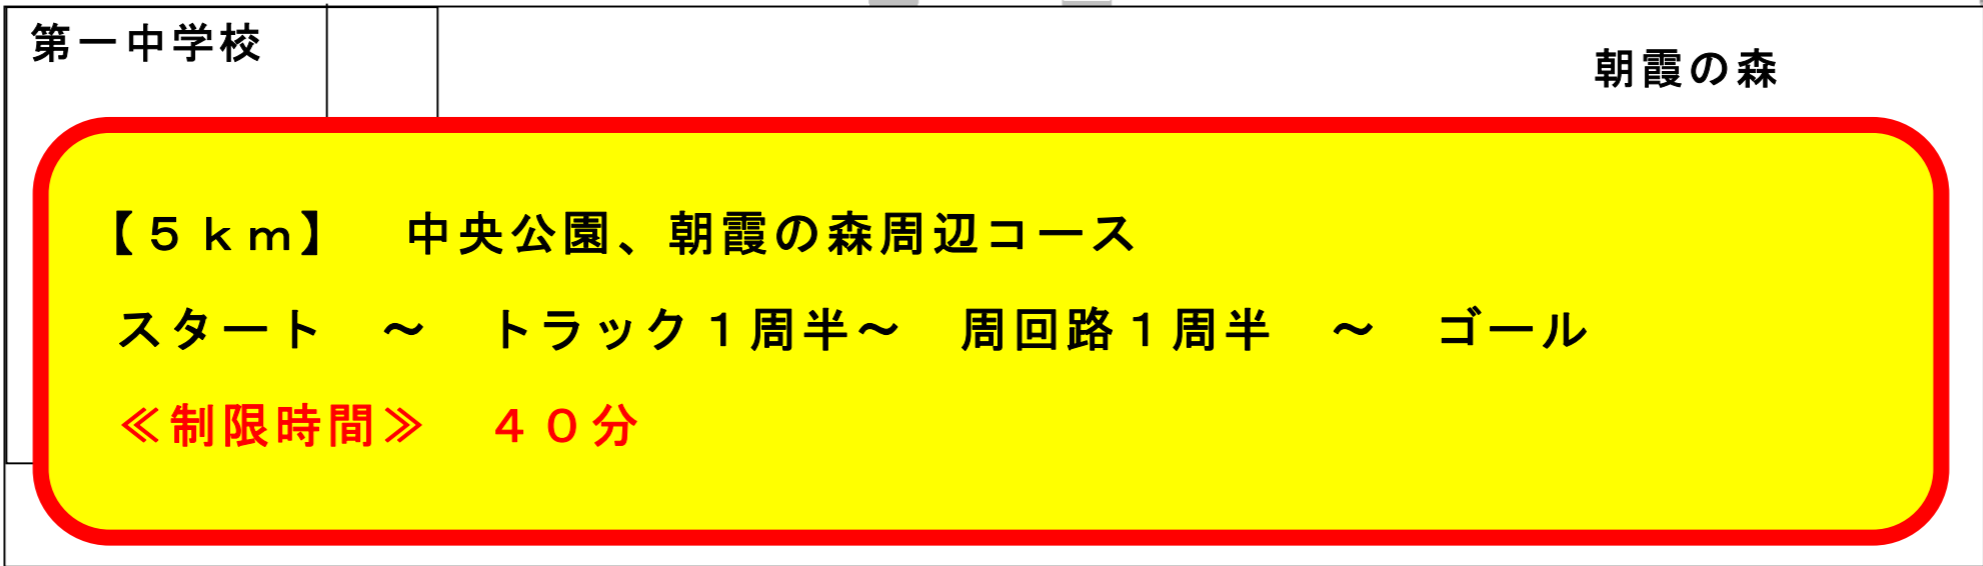 第一中学校
朝霞の森
【５ｋｍ】　中央公園、朝霞の森周辺コース
スタート　～　トラック１周半～　周回路１周半　～　ゴール
≪制限時間≫　４０分